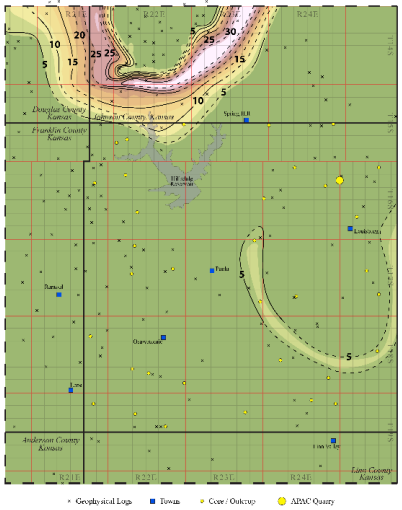 R21E R22E R24E
5
30
20
25
10
25 25
15
15
5
10
Douglas County
Kansas
Johnson County, Kansas
Spring Hill
Franklin County
Kansas
Hillsdale
Reservoir
Louisburg
5
Paola
Rantoul
Osawatomie
5
Lane
Anderson County
Kansas
Linn Valley
Linn County
Kansas
R21E R22E R23E R24E
Geophysical Logs Towns Core / Outcrop APAC Quarry